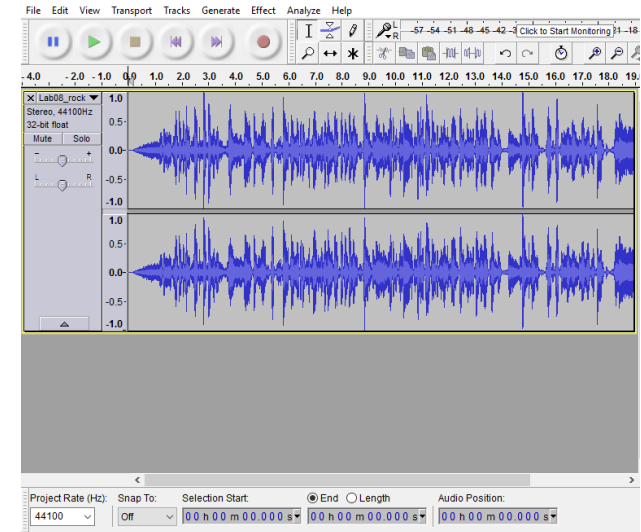 File Edit View Transport Tracks Generate Effect Analyze Help
L
R
-57 -54 -51 -48 -45 -42 -3 Click to Start Monitoring 21 -18
-4.0 -2.0 -1.0 0.0 1.0 2.0 3.0 4.0 5.0 6.0 7.0 8.0 9.0 10.0 11.0 12.0 13.0 14.0 15.0 16.0 17.0 18.0 19.
X Lab08_rock
Stereo, 44100Hz
32-bit float
Mute Solo
- +
L R
1.0
0.5-
0.0-
-0.5-
-1.0
1.0
0.5-
0.0-
-0.5-
-1.0
Project Rate (Hz): Snap To: Selection Start: End Length Audio Position:
44100 Off 00 h 00 m 00.000 s 00 h 00 m 00.000 s 00 h 00 m 00.000 s